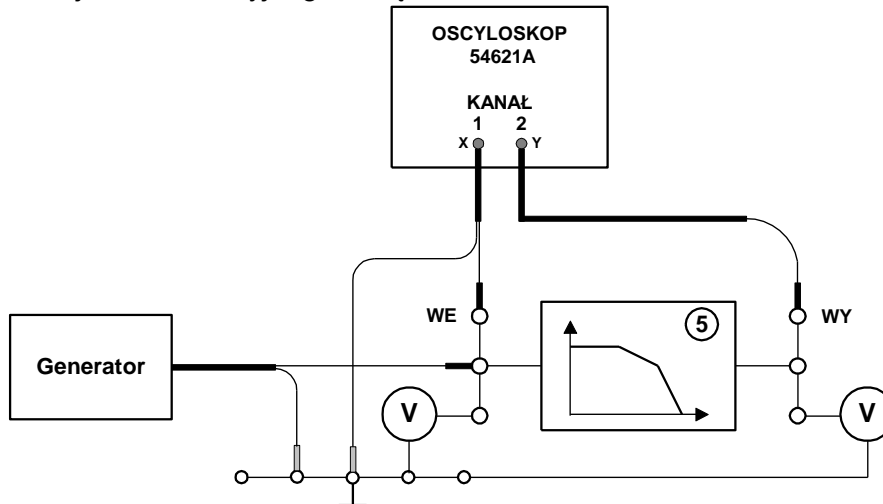 OSCYLOSKOP
54621A
KANAŁ
1 2
X Y
WE
5
WY
Generator
V
V